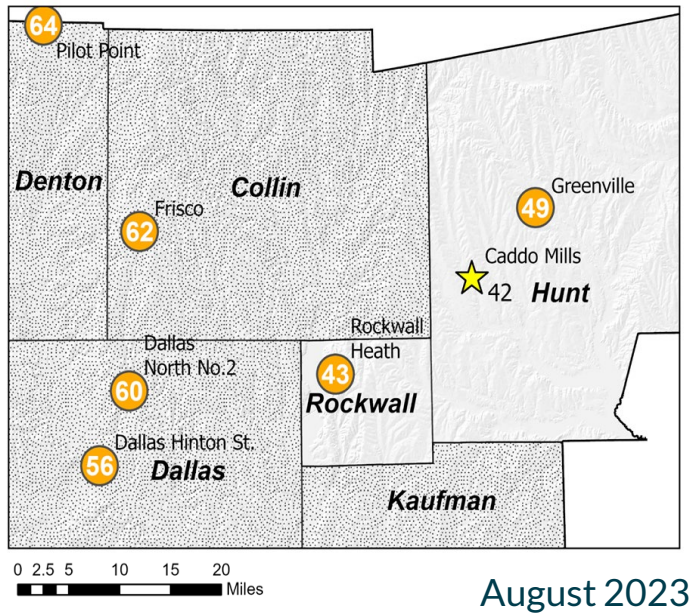 64
Pilot Point
Denton
Collin
Frisco
62
Greenville
49
Caddo Mills
42
Hunt
Dallas
North No.2
60
Rockwall
Heath
43
Rockwall
Dallas Hinton St.
56
Dallas
Kaufman
0 2.5 5 10 15 20
Miles
August 2023